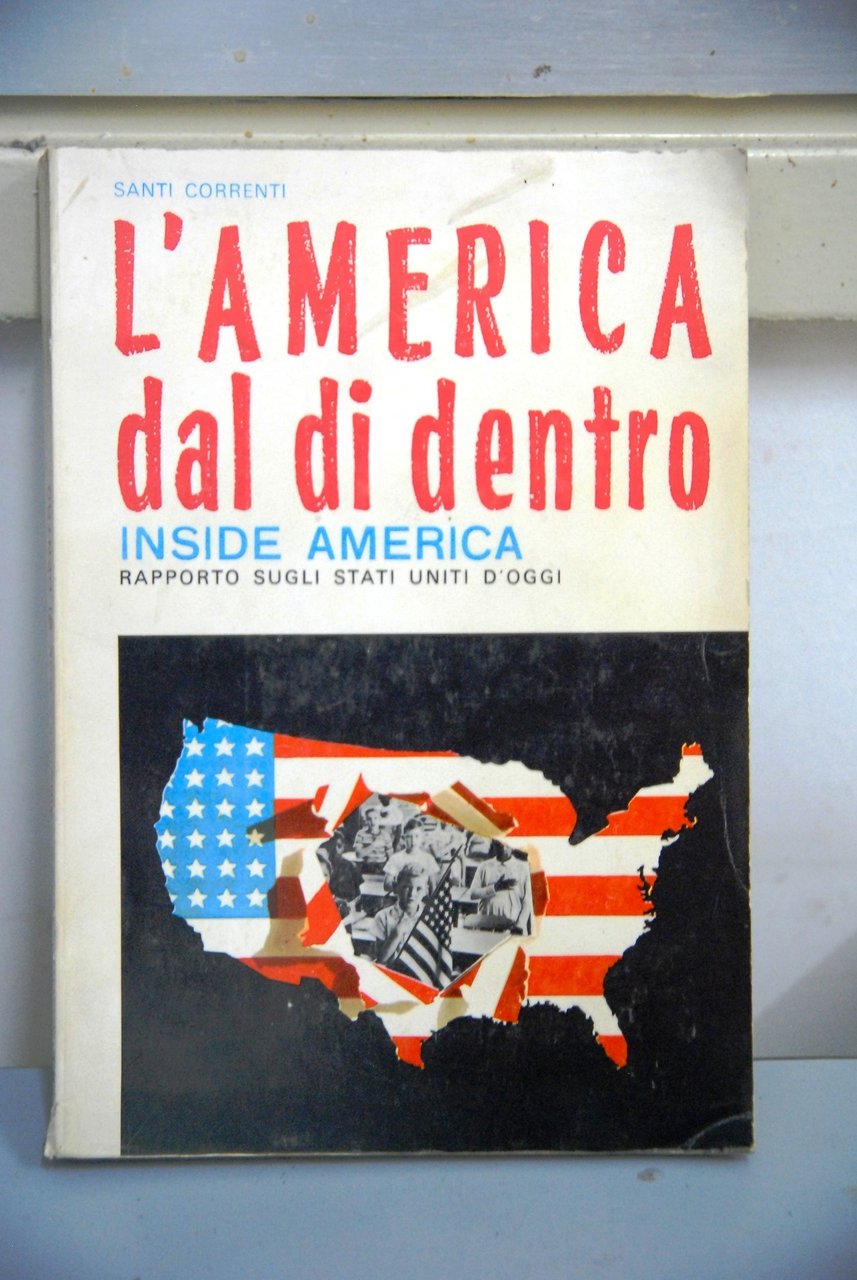 SANTI CORRENTI
L'AMERICA
dal di dentro
INSIDE AMERICA
RAPPORTO SUGLI STATI UNITI D'OGGI